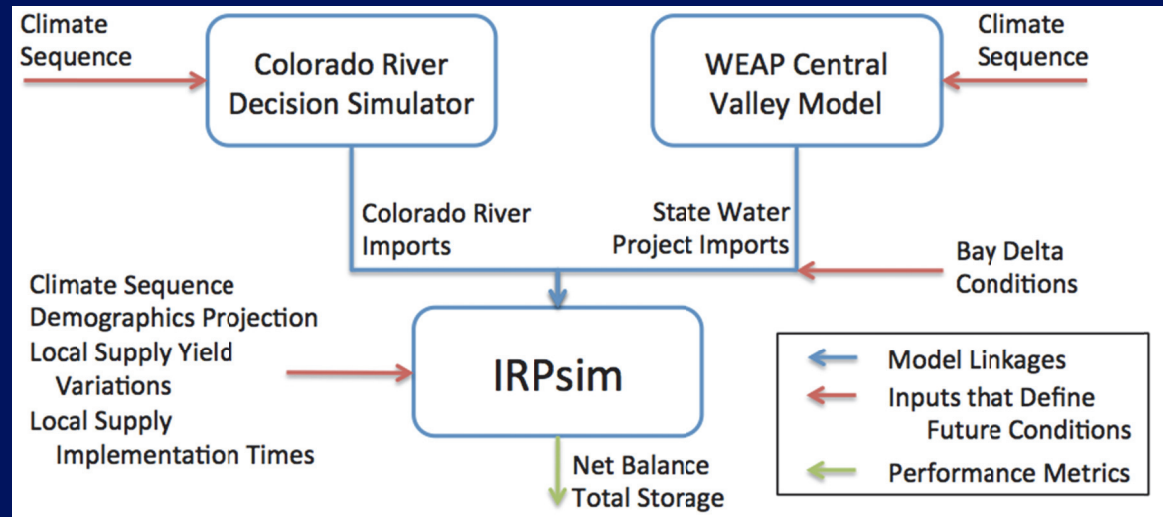 Climate
Sequence
Colorado River
Decision Simulator
WEAP Central
Valley Model
Climate
Sequence
Colorado River
Imports
State Water
Project Imports
Bay Delta
Conditions
Climate Sequence
Demographics Projection
Local Supply Yield
Variations
Local Supply
Implementation Times
IRPsim
Net Balance
Total Storage
Model Linkages
Inputs that Define
Future Conditions
Performance Metrics